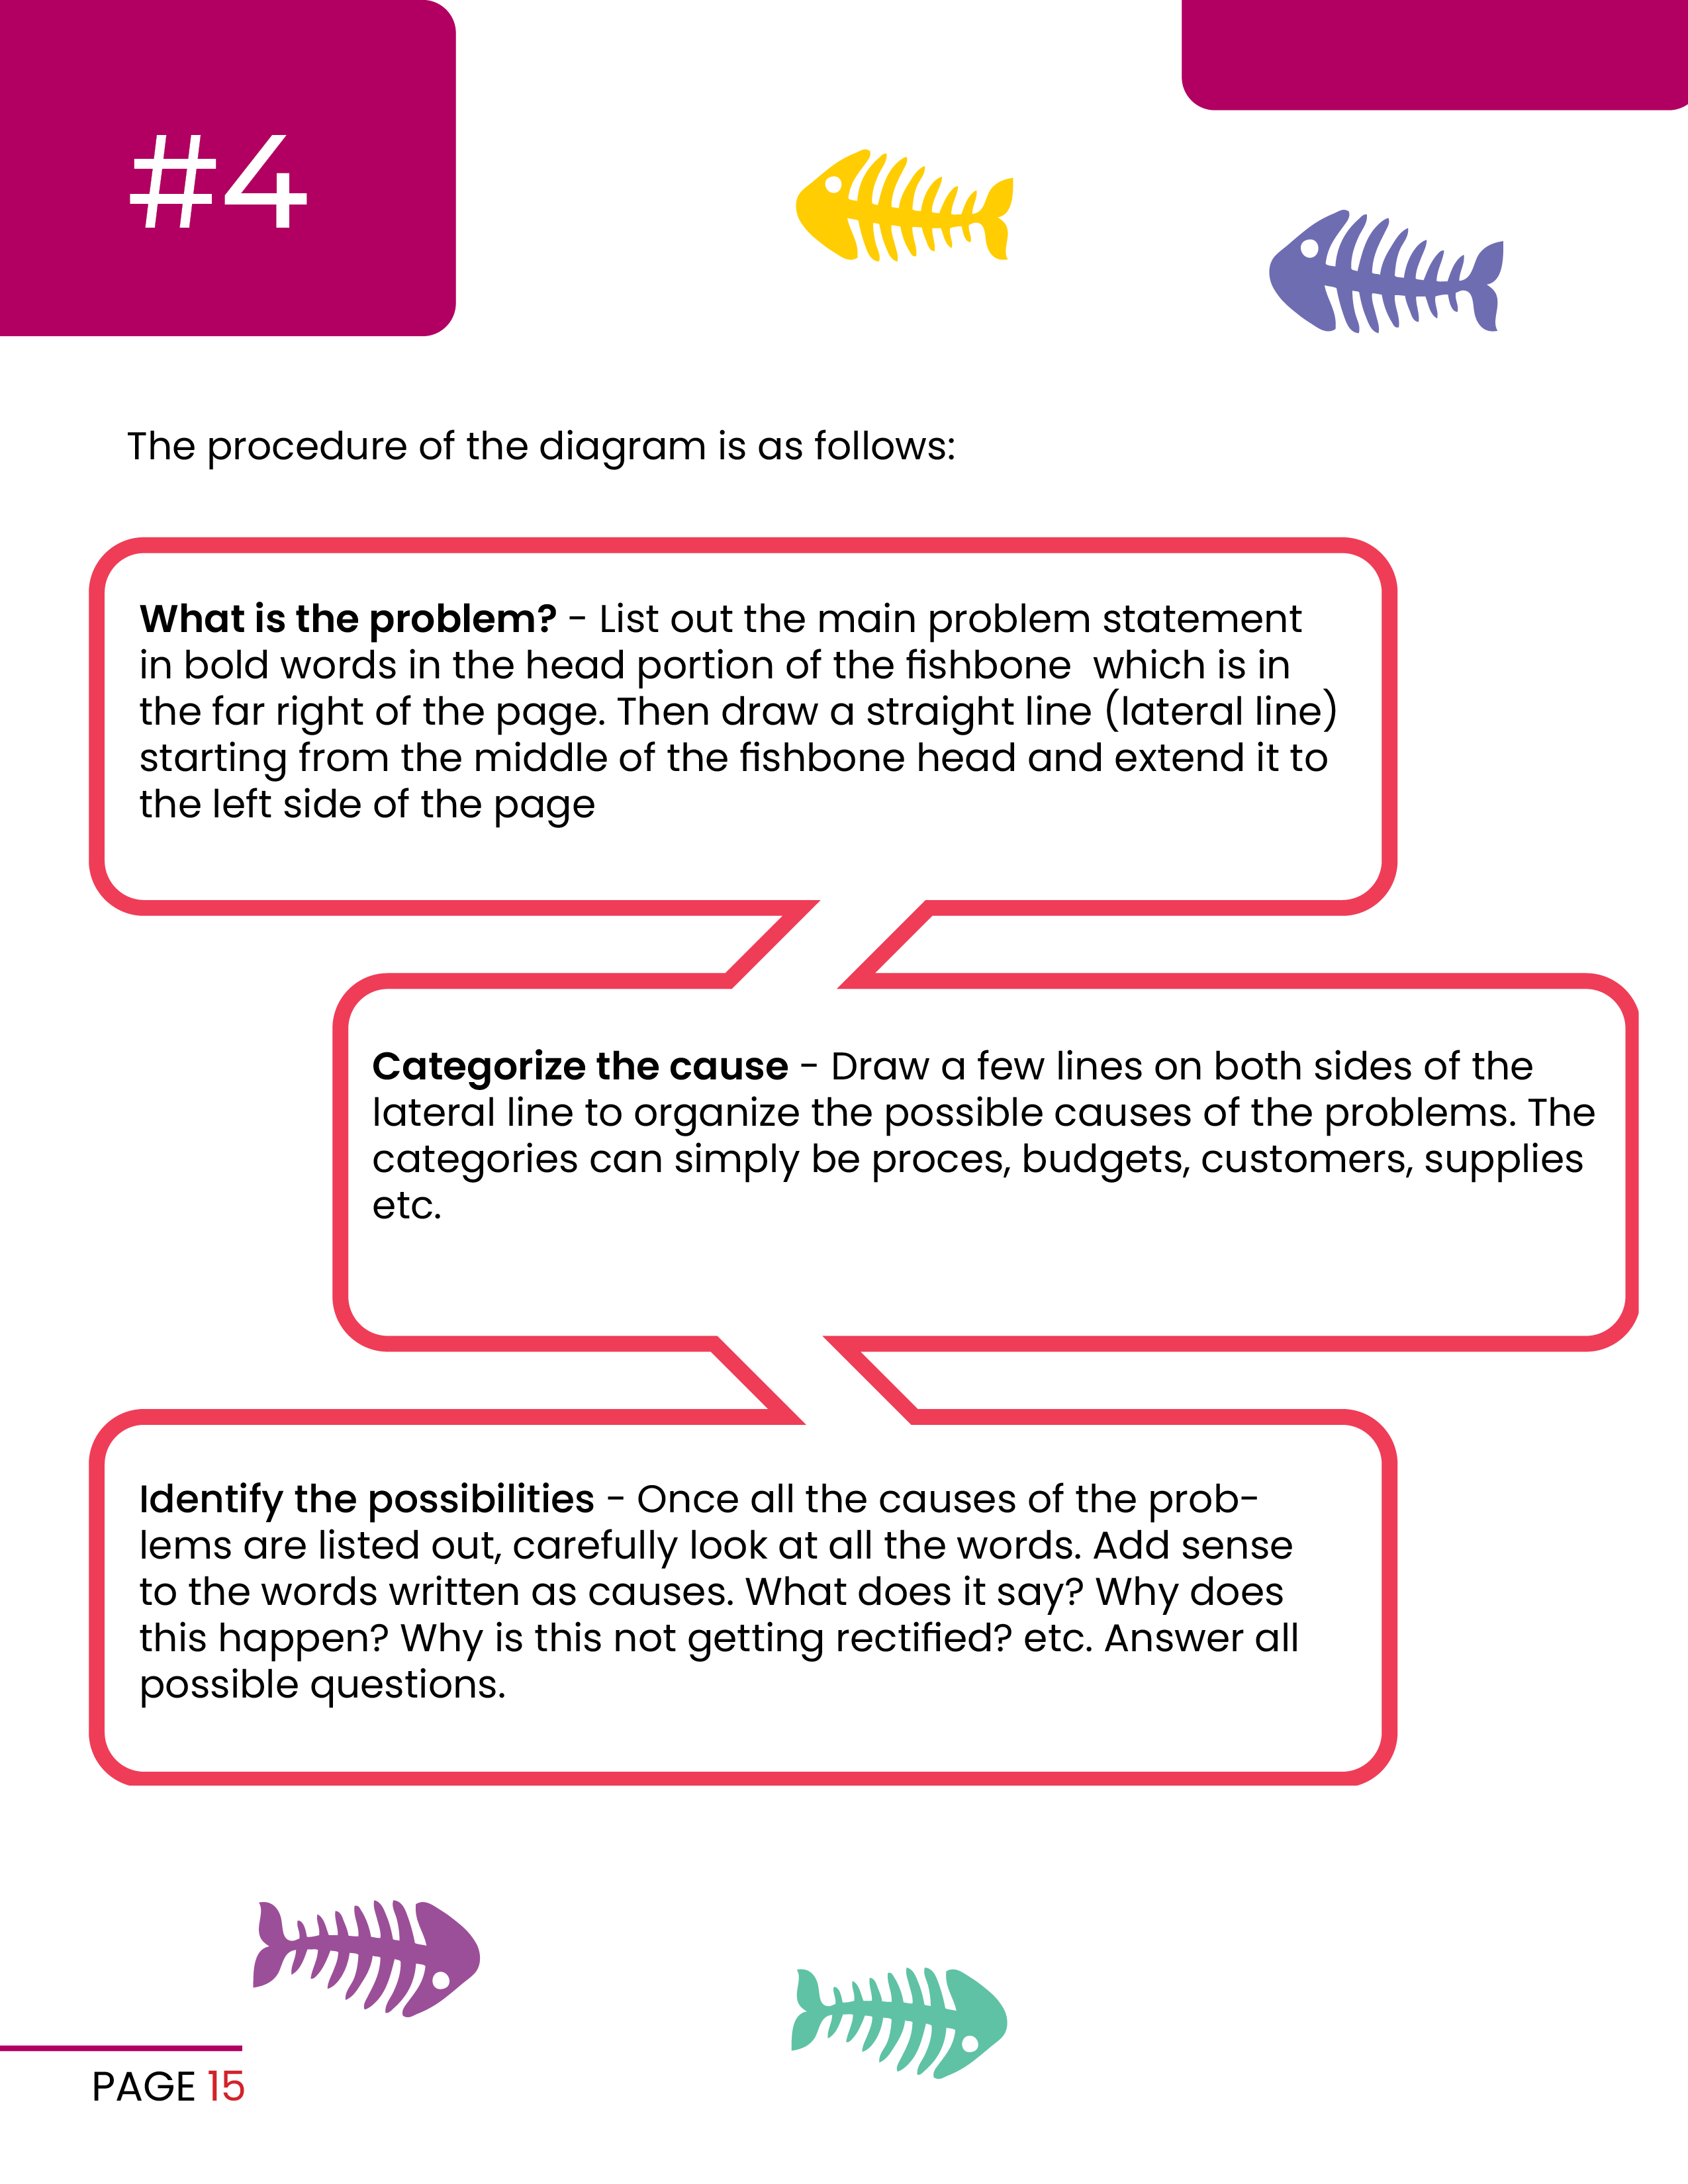 #4
The procedure of the diagram is as follows:
What is the problem? - List out the main problem statement
in bold words in the head portion of the fishbone  which is in
the far right of the page. Then draw a straight line (lateral line)
starting from the middle of the fishbone head and extend it to
the left side of the page
Categorize the cause - Draw a few lines on both sides of the
lateral line to organize the possible causes of the problems. The
categories can simply be proces, budgets, customers, supplies
etc.
Identify the possibilities - Once all the causes of the prob-
lems are listed out, carefully look at all the words. Add sense
to the words written as causes. What does it say? Why does
this happen? Why is this not getting rectified? etc. Answer all
possible questions.
PAGE 15